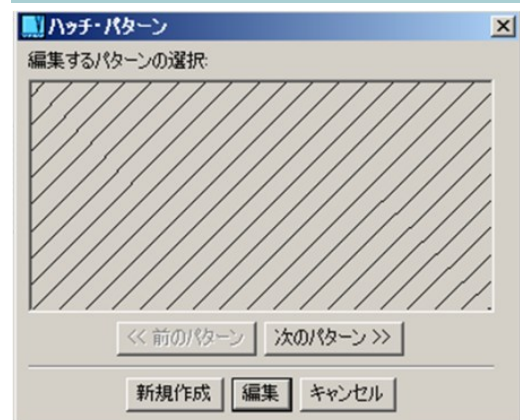 ハッチ・パターン
編集するパターンの選択:
<< 前のパターン 次のパターン >>
新規作成 編集 キャンセル